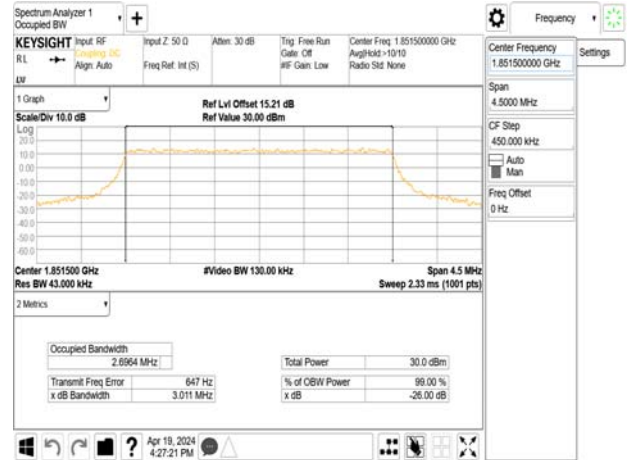 Spectrum Analyzer 1
Occupied BW
+
Frequency
KEYSIGHT
RL
Input: RF
Coupling: DC
Align: Auto
Input Z: 50 Ω
Freq Ref: Int (S)
Atten: 30 dB
Trig: Free Run
Gate: Off
#IF Gain: Low
Center Freq: 1.851500000 GHz
Avg|Hold:>10/10
Radio Std: None
Center Frequency
1.851500000 GHz
Settings
Span
4.5000 MHz
CF Step
450.000 kHz
Auto
Man
Freq Offset
0 Hz
1 Graph
Scale/Div 10.0 dB
Ref Lvl Offset 15.21 dB
Ref Value 30.00 dBm
Log
20.0
10.0
0.00
-10.0
-20.0
-30.0
-40.0
-50.0
-60.0
Center 1.851500 GHz
#Video BW 130.00 kHz
Span 4.5 MHz
Res BW 43.000 kHz
Sweep 2.33 ms (1001 pts)
2 Metrics
Occupied Bandwidth
2.6964 MHz
Total Power
30.0 dBm
Transmit Freq Error
647 Hz
% of OBW Power
99.00 %
x dB Bandwidth
3.011 MHz
x dB
-26.00 dB
?
Apr 19, 2024
4:27:21 PM